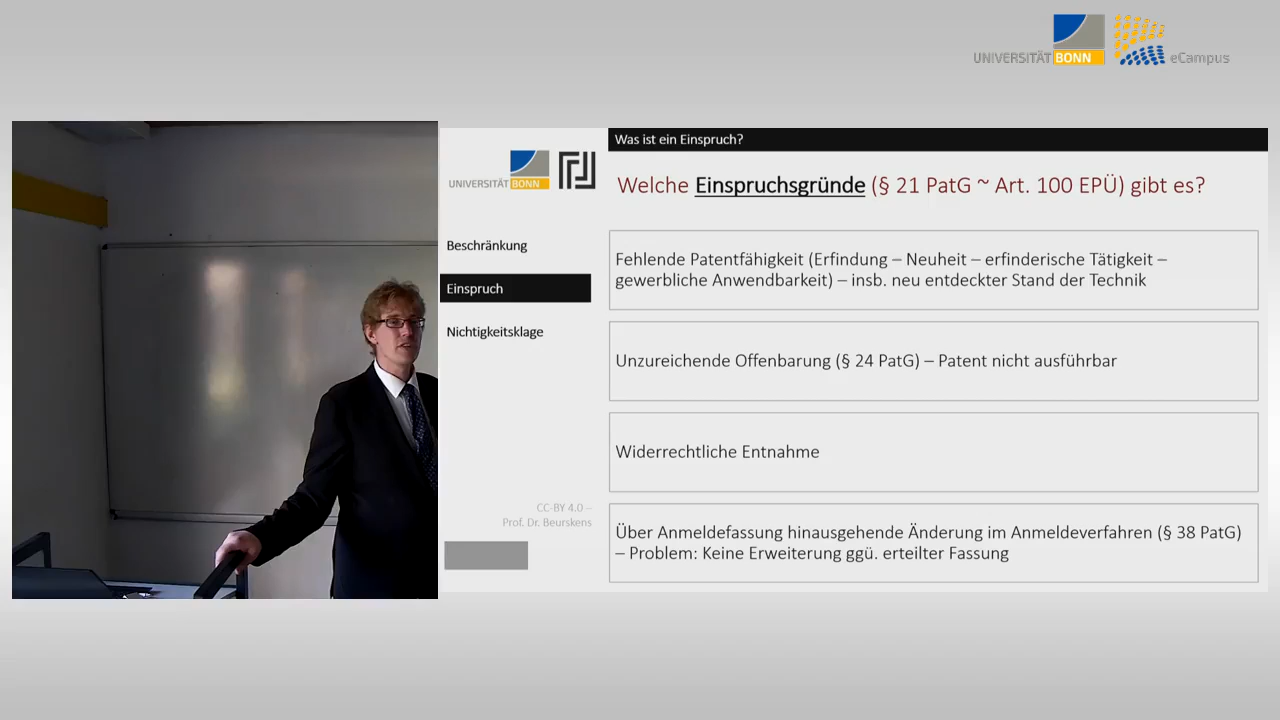 UNIVERSITÄT BONN eCampus
Was ist ein Einspruch?
UNIVERSITÄT BONN
Welche Einspruchsgründe (§ 21 PatG ~ Art. 100 EPÜ) gibt es?
Beschränkung
Einspruch
Nichtigkeitsklage
Fehlende Patentfähigkeit (Erfindung – Neuheit – erfinderische Tätigkeit –
gewerbliche Anwendbarkeit) – insb. neu entdeckter Stand der Technik
Unzureichende Offenbarung (§ 24 PatG) – Patent nicht ausführbar
Widerrechtliche Entnahme
Über Anmeldefassung hinausgehende Änderung im Anmeldeverfahren (§ 38 PatG)
– Problem: Keine Erweiterung ggü. erteilter Fassung
CC-BY 4.0 –
Prof. Dr. Beurskens